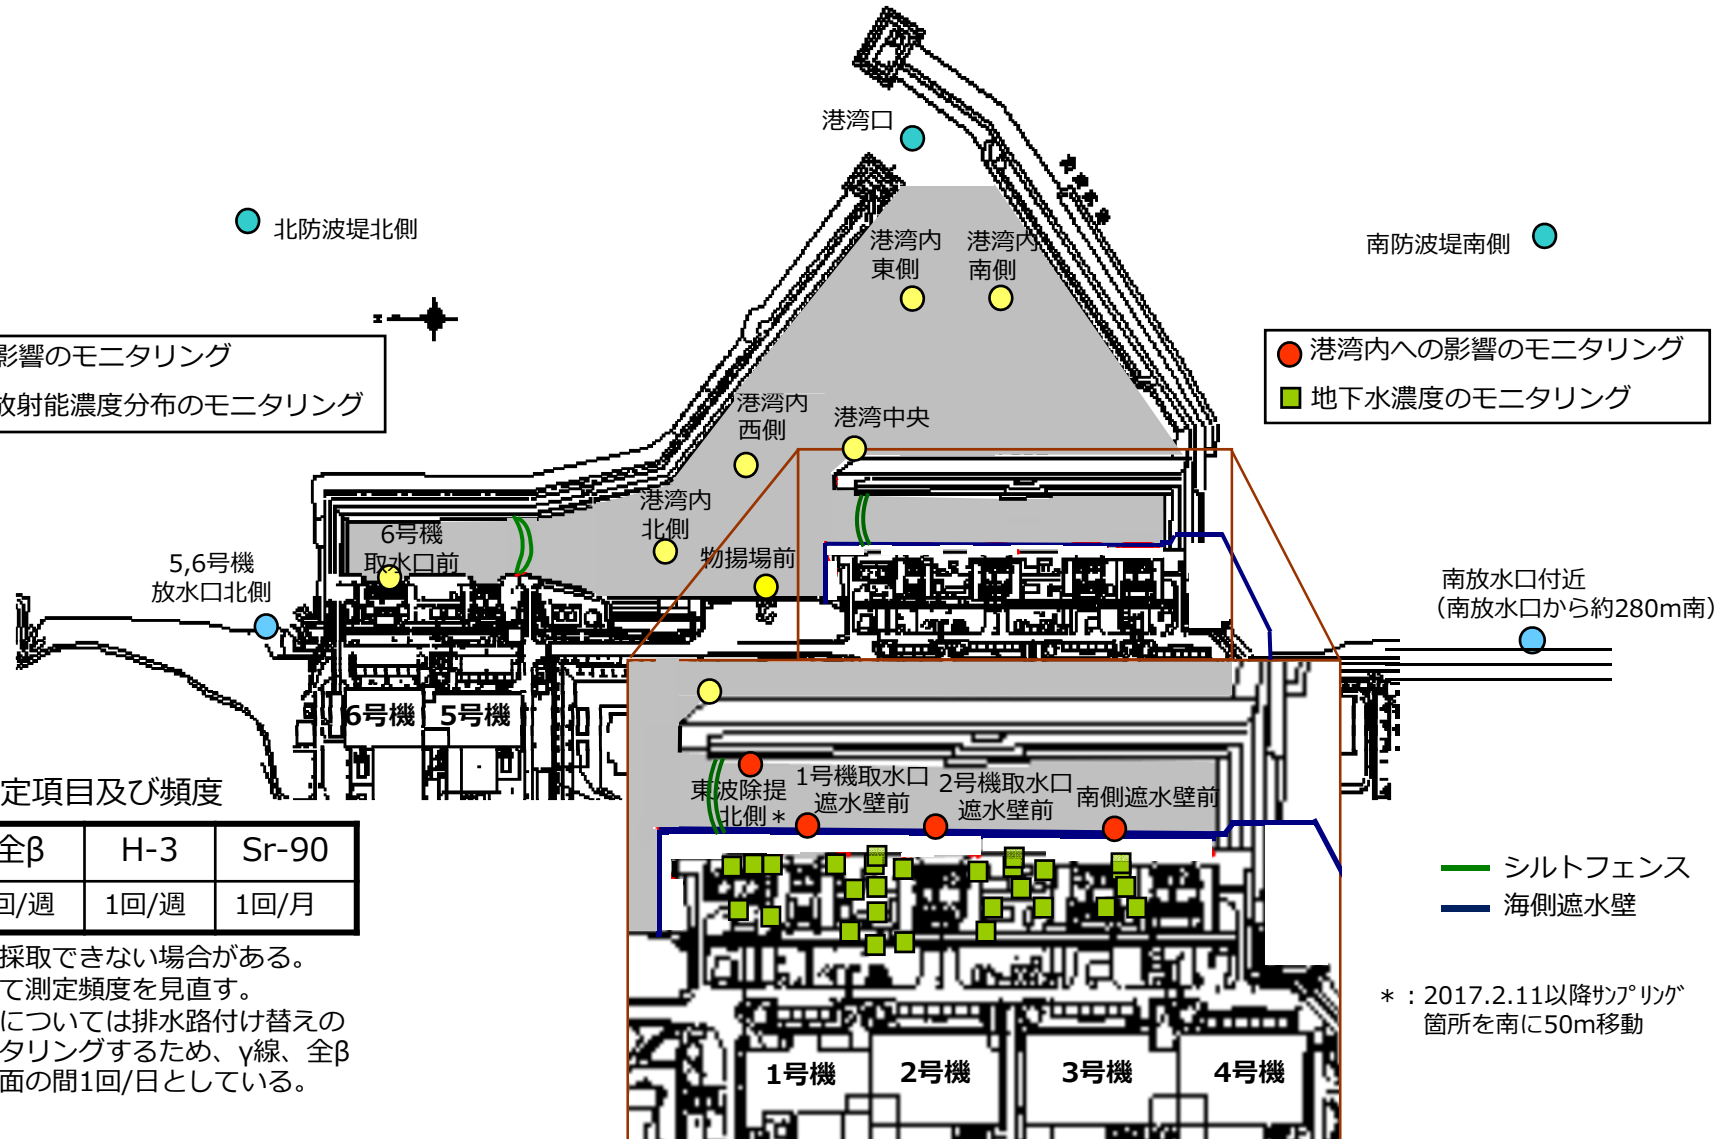 港湾口
北防波堤北側
南防波堤南側
港湾内
東側
港湾内
南側
影響のモニタリング
放射能濃度分布のモニタリング
港湾内への影響のモニタリング
地下水濃度のモニタリング
港湾内
西側
港湾中央
港湾内
北側
6号機
取水口前
物揚場前
5,6号機
放水口北側
南放水口付近
（南放水口から約280m南）
6号機
5号機
定項目及び頻度
全β
H-3
Sr-90
回/週
1回/週
1回/月
採取できない場合がある。
て測定頻度を見直す。
については排水路付け替えの
タリングするため、γ線、全β
面の間1回/日としている。
東波除提
北側＊
1号機取水口
遮水壁前
2号機取水口
遮水壁前
南側遮水壁前
シルトフェンス
海側遮水壁
＊：2017.2.11以降ｻﾝﾌﾟﾘﾝｸﾞ
箇所を南に50m移動
1号機
2号機
3号機
4号機